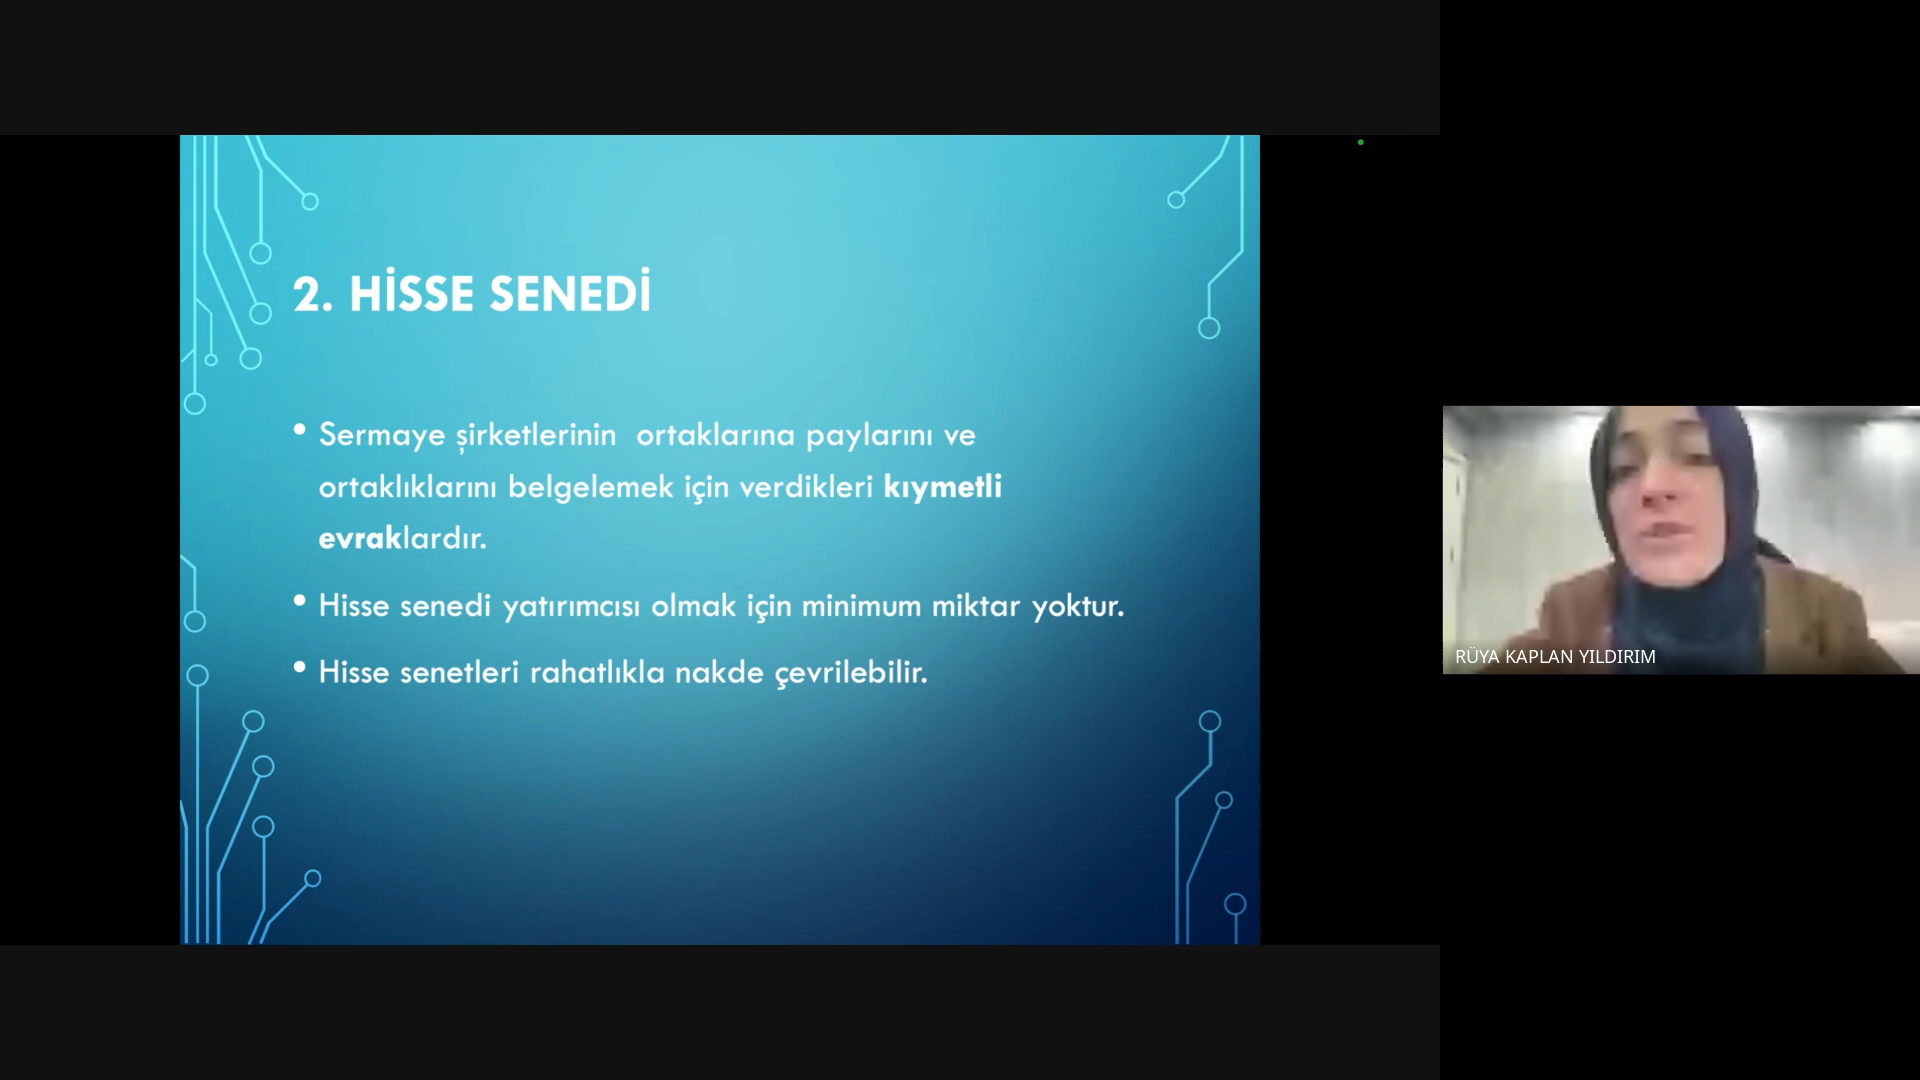 2. HİSSE SENEDİ
• Sermaye şirketlerinin ortaklarına paylarını ve
ortaklıklarını belgelemek için verdikleri kıymetli
evraklardır.
• Hisse senedi yatırımcısı olmak için minimum miktar yoktur.
• Hisse senetleri rahatlıkla nakde çevrilebilir.
RÜYA KAPLAN YILDIRIM